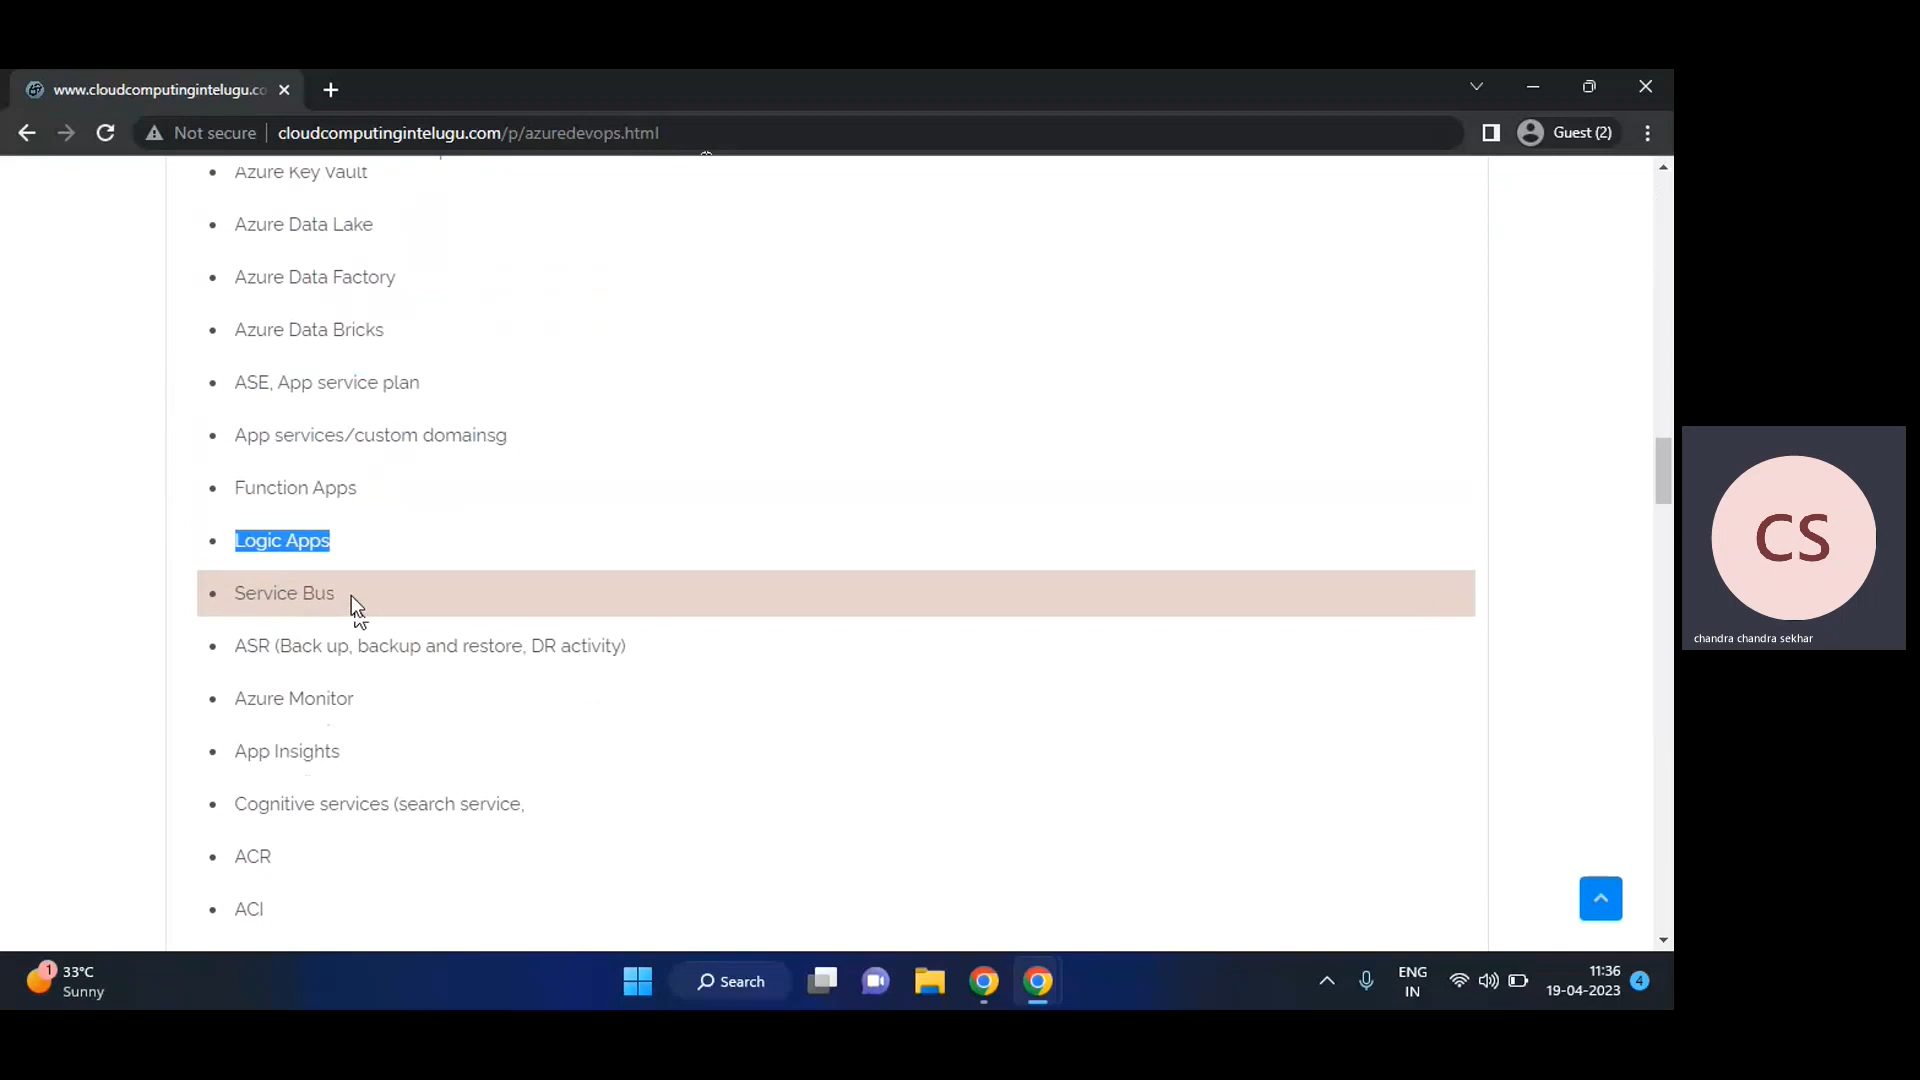 www.cloudcomputingintelugu.co
Not secure
cloudcomputingintelugu.com/p/azuredevops.html
Guest (2)
Azure Key Vault
Azure Data Lake
Azure Data Factory
Azure Data Bricks
ASE, App service plan
App services/custom domainsg
Function Apps
Logic Apps
Service Bus
ASR (Back up, backup and restore, DR activity)
Azure Monitor
App Insights
Cognitive services (search service,
ACR
ACI
CS
chandra chandra sekhar
1
33°C
Sunny
Search
ENG
IN
11:36
19-04-2023
4